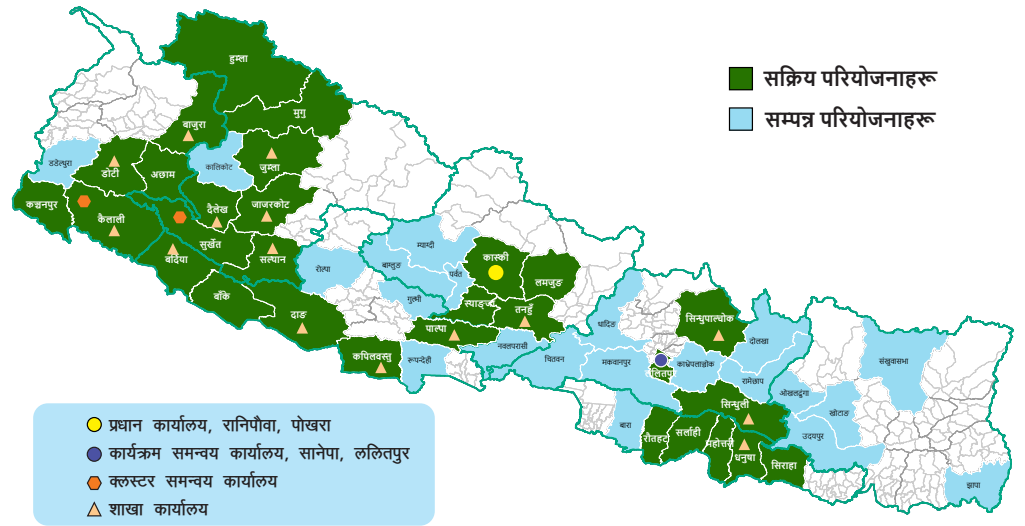 हुम्ला
सक्रिय परियोजनाहरू
मुगु
सम्पन्न परियोजनाहरू
बाजुरा
डडेल्धुरा
डोटी
अछाम
कालिकोट
जुम्ला
कञ्चनपुर
कैलाली
दैलेख
जाजरकोट
सुर्खेत
बर्दिया
सल्यान
रोल्पा
म्याग्दी
बाग्लुङ
पर्वत
कास्की
लमजुङ
बाँके
गुल्मी
स्याङ्जा
तनहुँ
दाङ
पाल्पा
धादिङ
सिन्धुपाल्चोक
दोलखा
कपिलवस्तु
रूपन्देही
नवलपरासी
चितवन
मकवानपुर
ललितपुर
काभ्रेपलाञ्चोक
रामेछाप
संखुवासभा
ओखलढुंगा
खोटाङ
सिन्धुली
बारा
रौतहट
सर्लाही
महोत्तरी
धनुषा
सिराहा
उदयपुर
झापा
प्रधान कार्यालय, रानिपौवा, पोखरा
कार्यक्रम समन्वय कार्यालय, सानेपा, ललितपुर
क्लस्टर समन्वय कार्यालय
शाखा कार्यालय